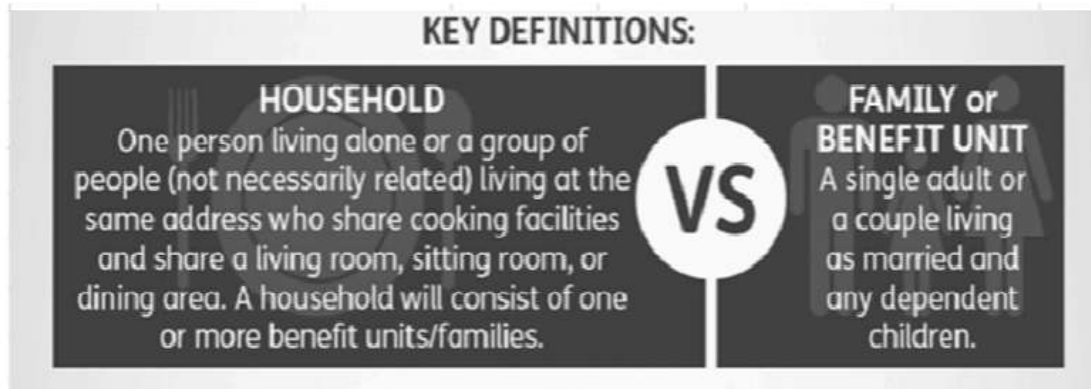 KEY DEFINITIONS:
HOUSEHOLD
One person living alone or a group of
people (not necessarily related) living at the
same address who share cooking facilities
and share a living room, sitting room, or
dining area. A household will consist of one
or more benefit units/families.
VS
FAMILY or
BENEFIT UNIT
A single adult or
a couple living
as married and
any dependent
children.